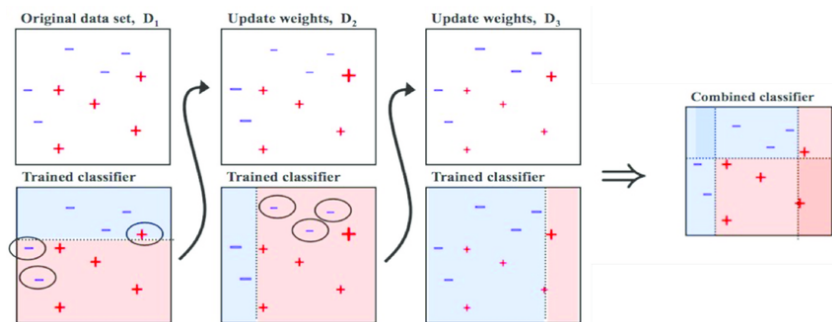 Original data set, D₁
Update weights, D₂
Update weights, D₃
Combined classifier
Trained classifier
Trained classifier
Trained classifier